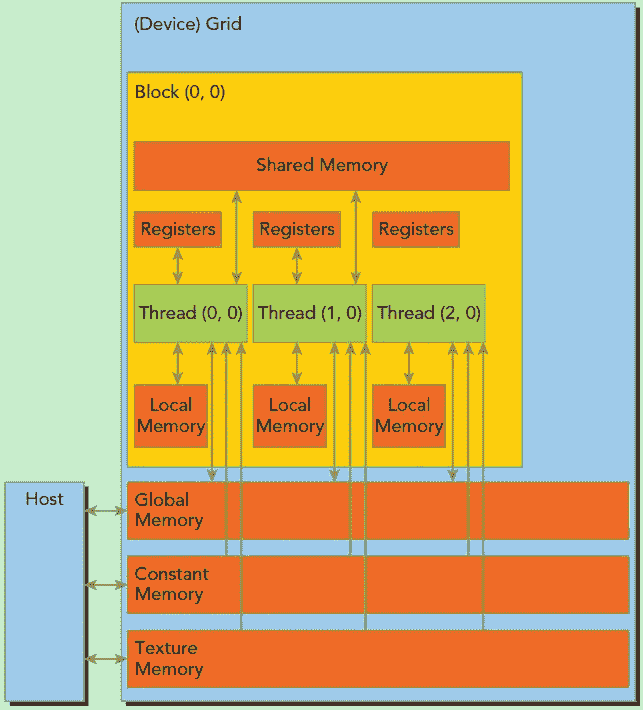 (Device) Grid
Block (0, 0)
Shared Memory
Registers
Registers
Registers
Thread (0, 0)
Thread (1, 0)
Thread (2, 0)
Local
Memory
Local
Memory
Local
Memory
Host
Global
Memory
Constant
Memory
Texture
Memory